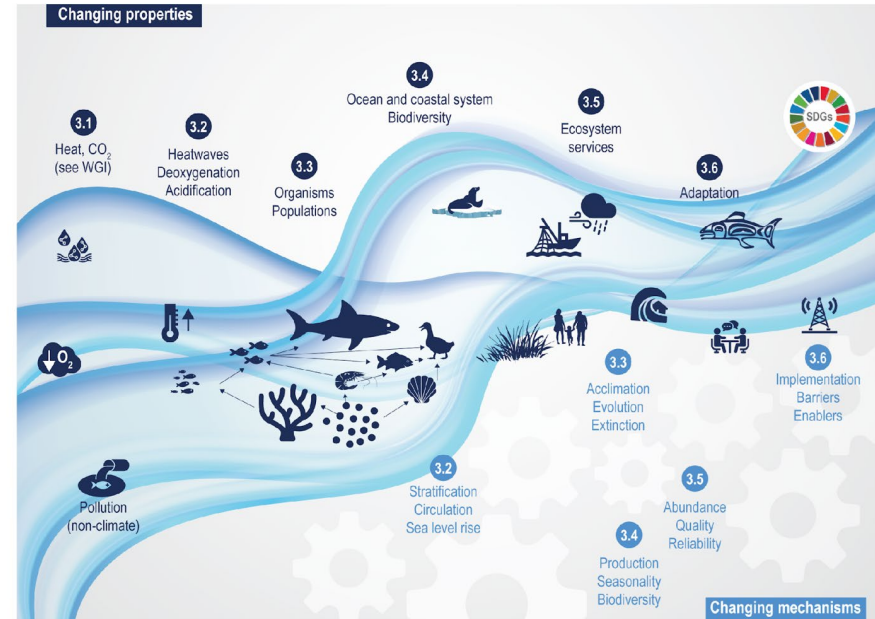 Changing properties
3.1
Heat, CO₂
(see WGI)
3.2
Heatwaves
Deoxygenation
Acidification
3.3
Organisms
Populations
3.4
Ocean and coastal system
Biodiversity
3.5
Ecosystem
services
3.6
Adaptation
SDGs
O₂
Pollution
(non-climate)
3.2
Stratification
Circulation
Sea level rise
3.3
Acclimation
Evolution
Extinction
3.4
Production
Seasonality
Biodiversity
3.5
Abundance
Quality
Reliability
3.6
Implementation
Barriers
Enablers
Changing mechanisms